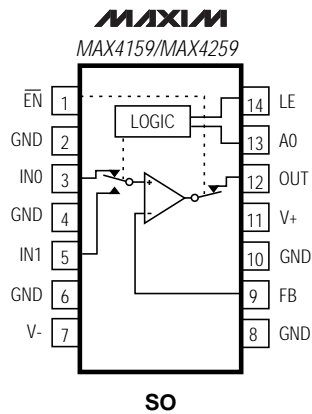 MAXIM
MAX4159/MAX4259
EN 1
GND 2
IN0 3
GND 4
IN1 5
GND 6
V- 7
LOGIC
+
-
14 LE
13 A0
12 OUT
11 V+
10 GND
9 FB
8 GND
SO